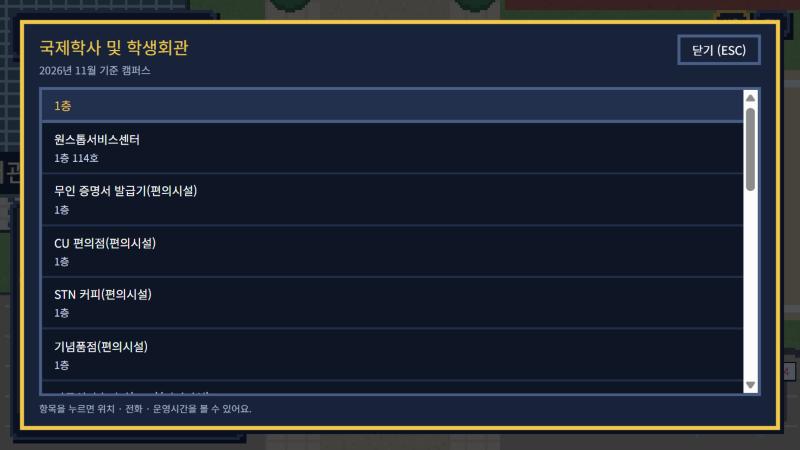 국제학사 및 학생회관
닫기 (ESC)
2026년 11월 기준 캠퍼스
1층
원스톱서비스센터
1층 114호
무인 증명서 발급기(편의시설)
1층
CU 편의점(편의시설)
1층
STN 커피(편의시설)
1층
기념품점(편의시설)
1층
항목을 누르면 위치 · 전화 · 운영시간을 볼 수 있어요.